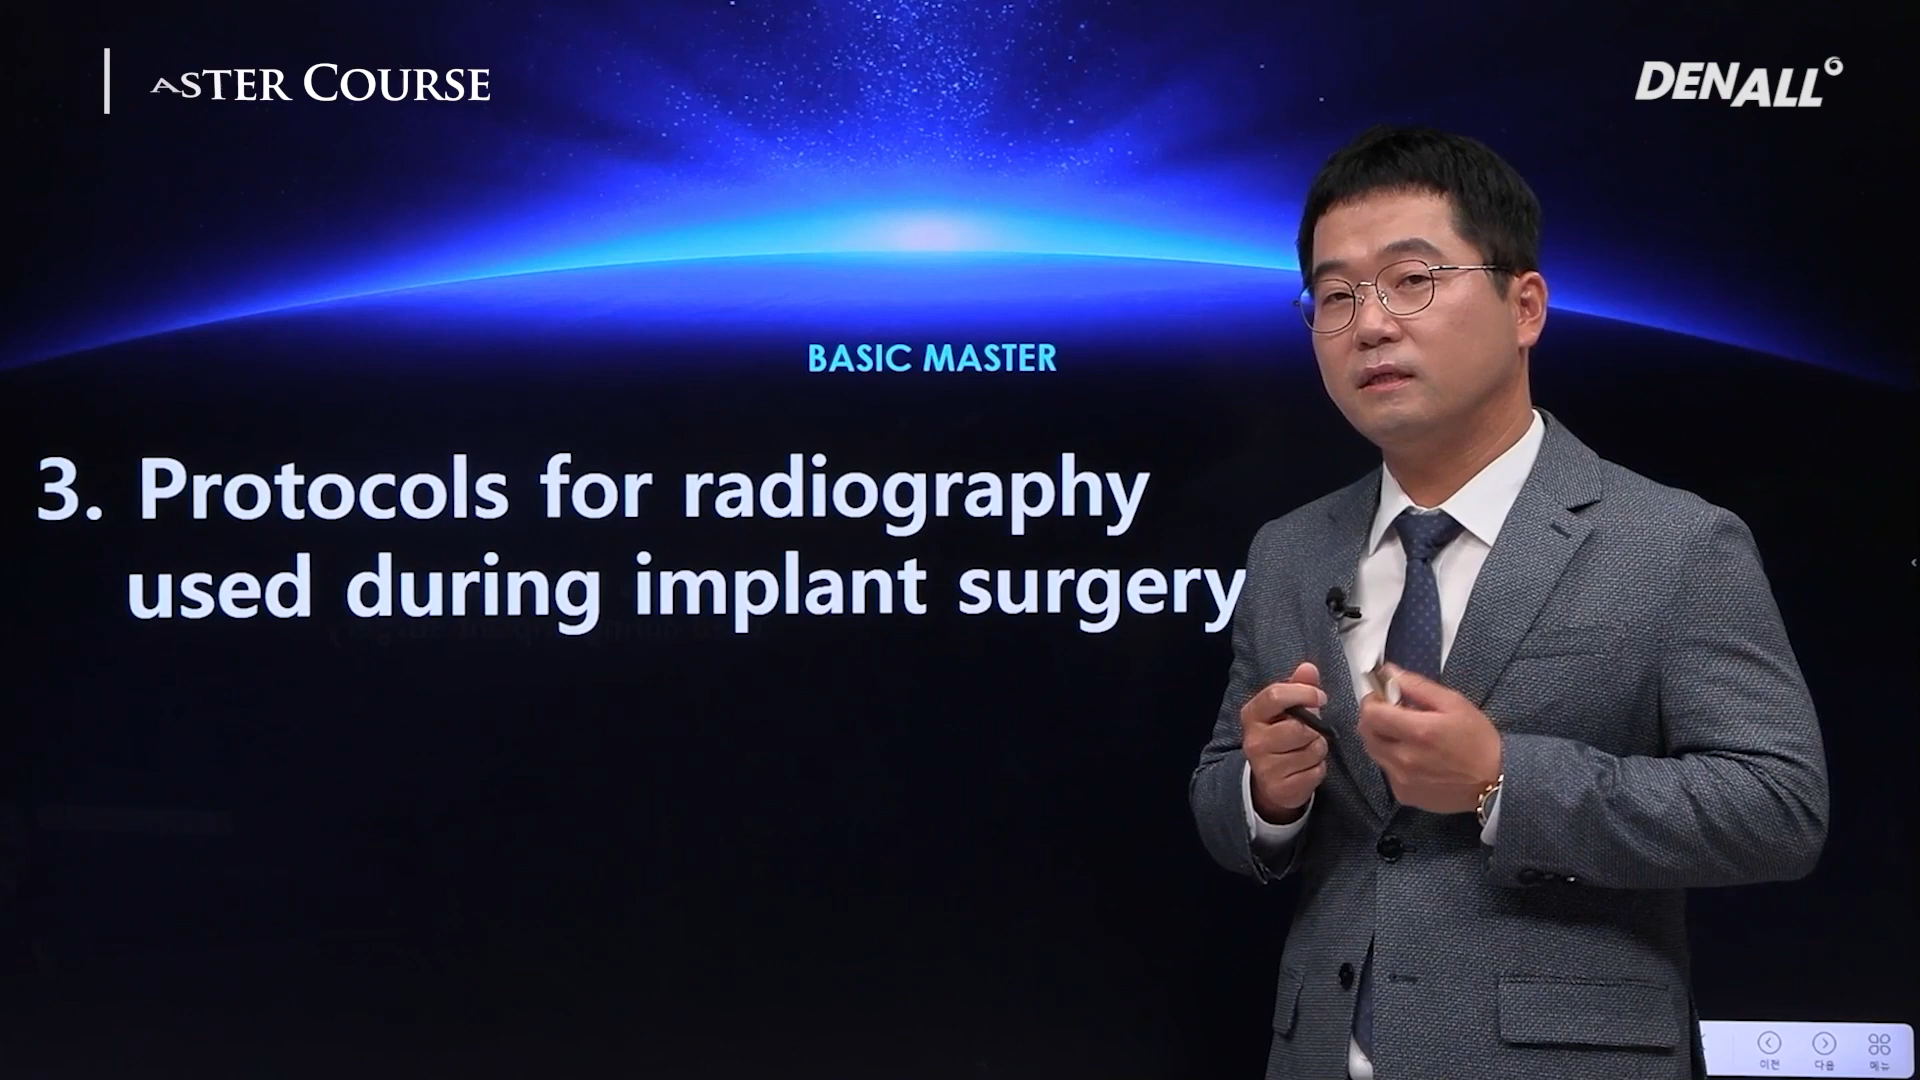 ASTER COURSE
DENALL
BASIC MASTER
3. Protocols for radiography
used during implant surgery
이전 다음 메뉴